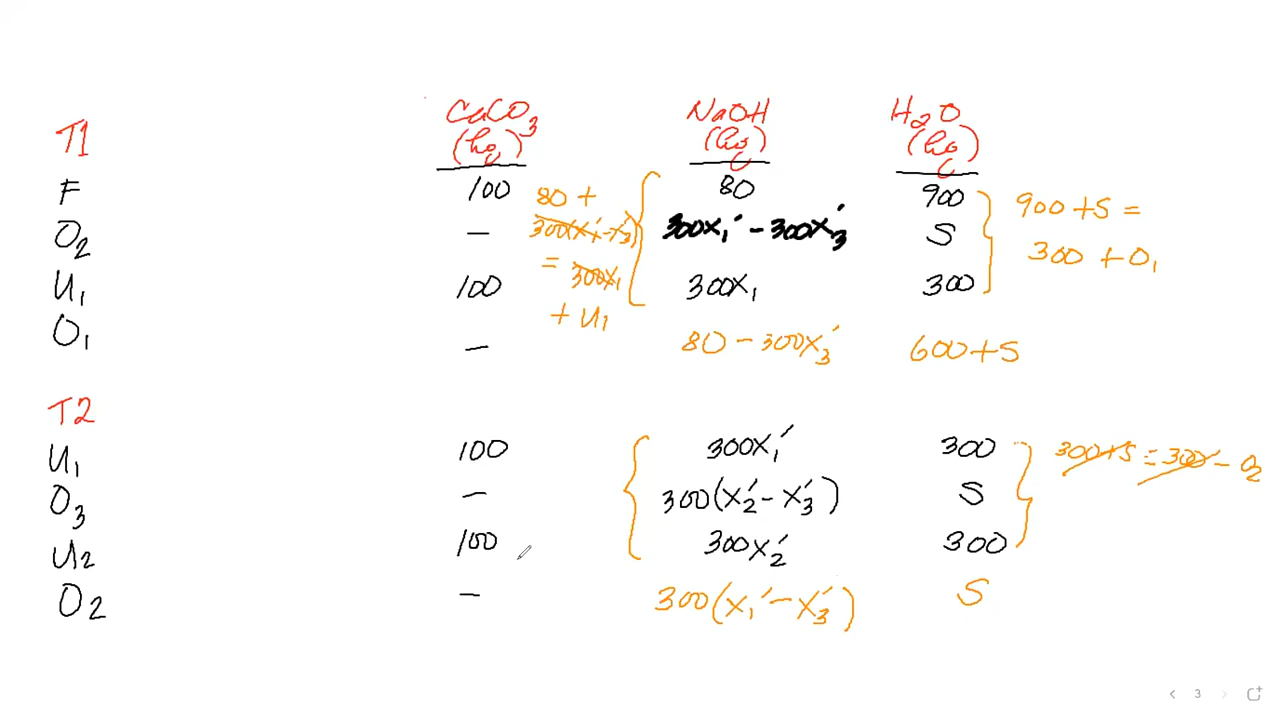 CaCO3 NaOH H2O
T1 (kg) (kg) (kg)
F 100 80 900
O2 — 300x1' - 300x3' S
U1 100 300x1 300
O1 — 80 - 300x3' 600+S
80 +
300(x1'-x3')
= 300x1
+ U1
900 +S =
300 + O1
T2
U1 100 300x1' 300
O3 — 300(x2' - x3') S
U2 100 300x2' 300
O2 — 300(x1' - x3') S
300+S = 300 - O2
3